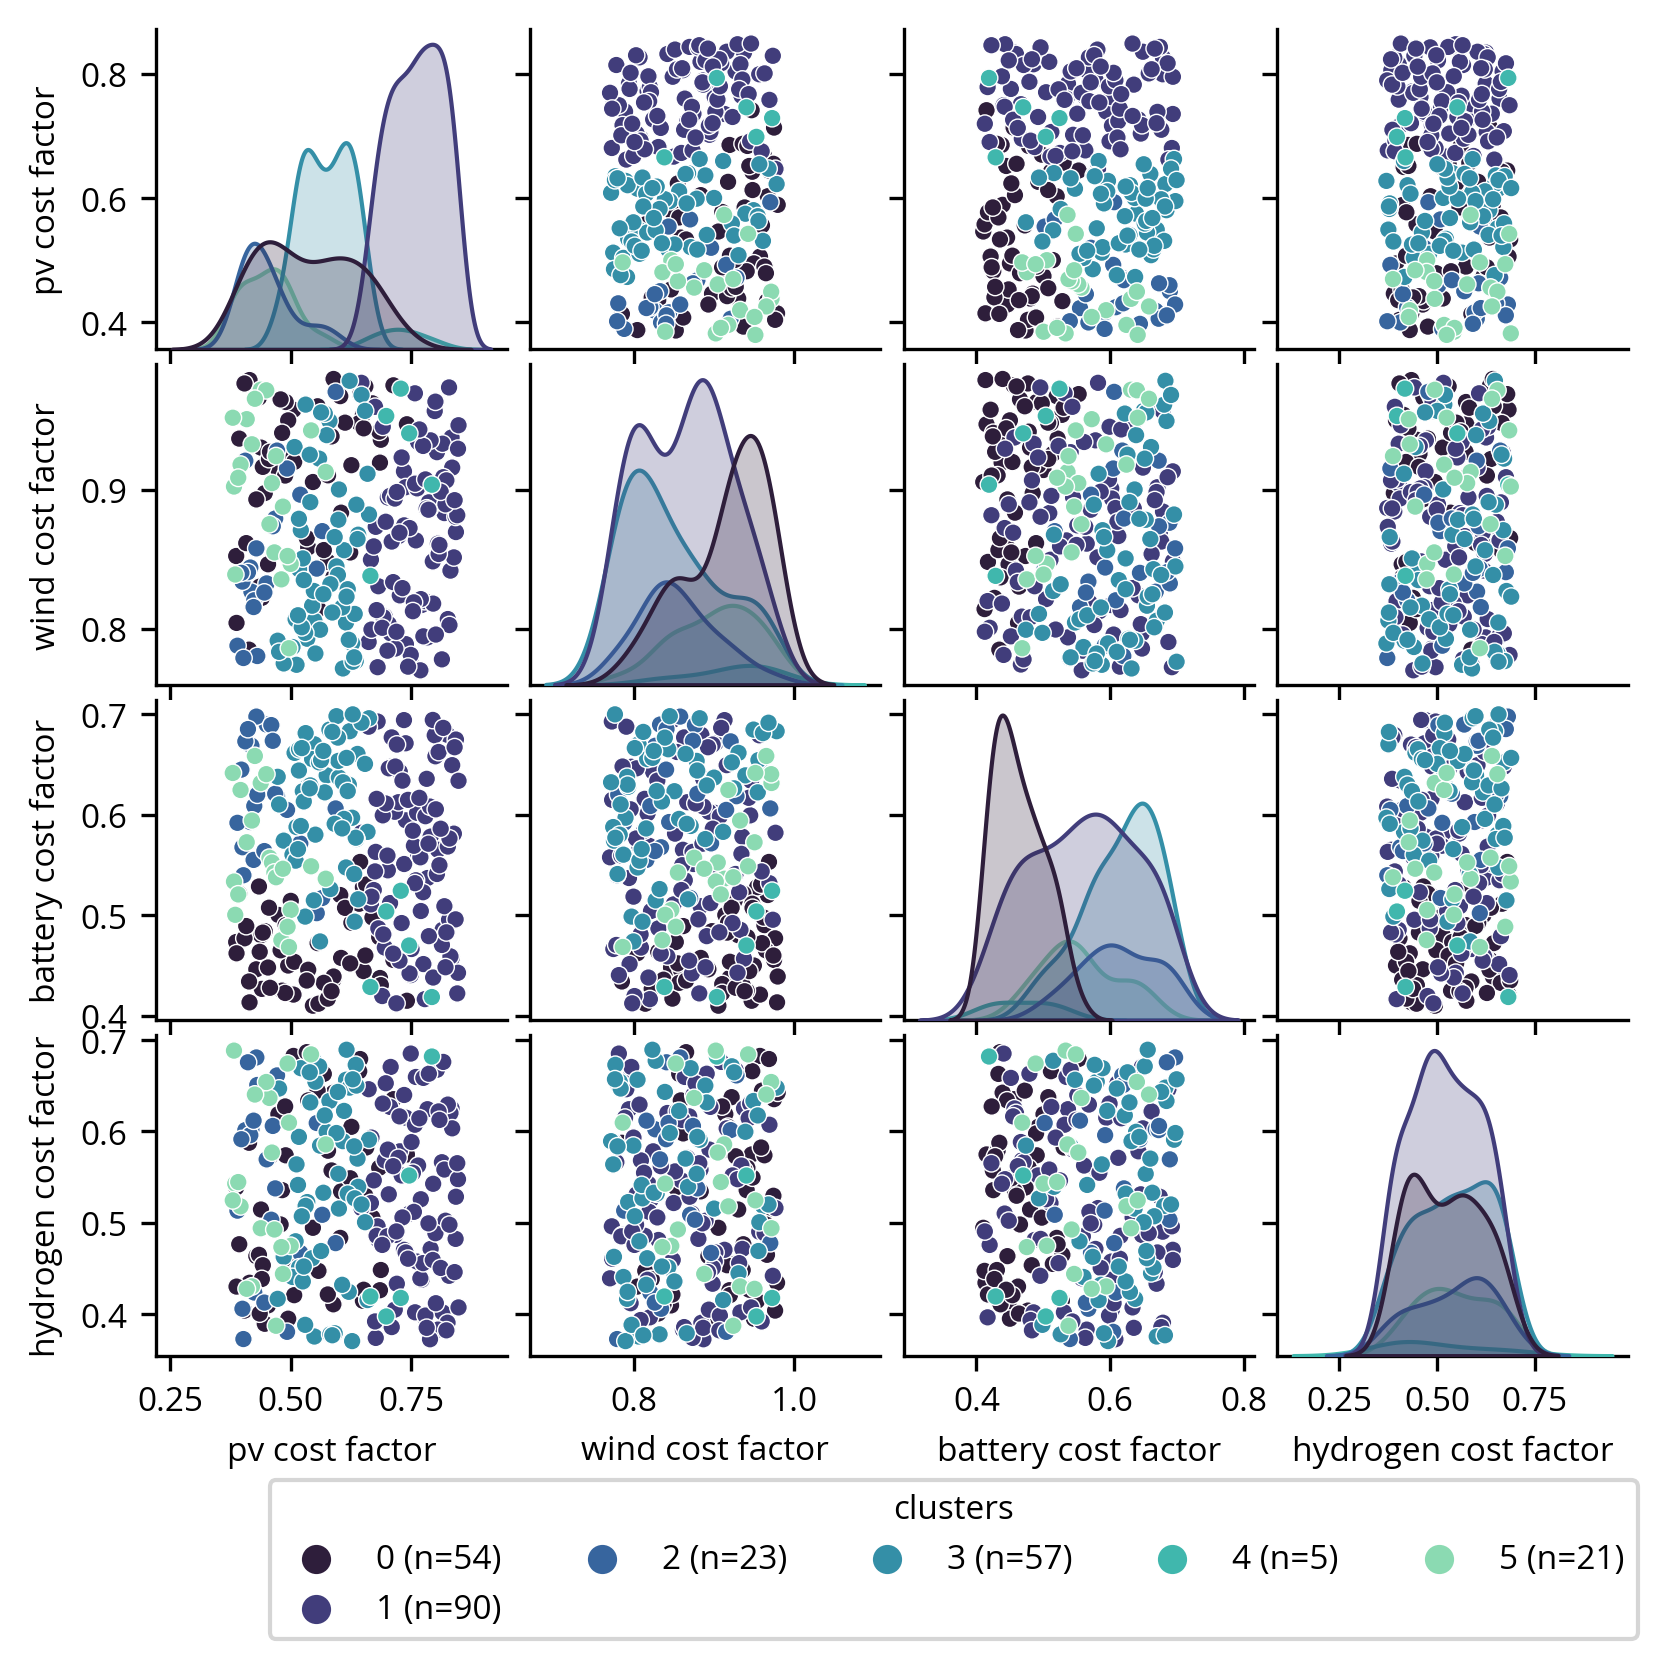 pv cost factor
0.8
0.6
0.4
wind cost factor
0.9
0.8
battery cost factor
0.7
0.6
0.5
0.4
hydrogen cost factor
0.7
0.6
0.5
0.4
0.25 0.50 0.75 0.8 1.0 0.4 0.6 0.8 0.25 0.50 0.75
pv cost factor wind cost factor battery cost factor hydrogen cost factor
clusters
0 (n=54) 2 (n=23) 3 (n=57) 4 (n=5) 5 (n=21)
1 (n=90)